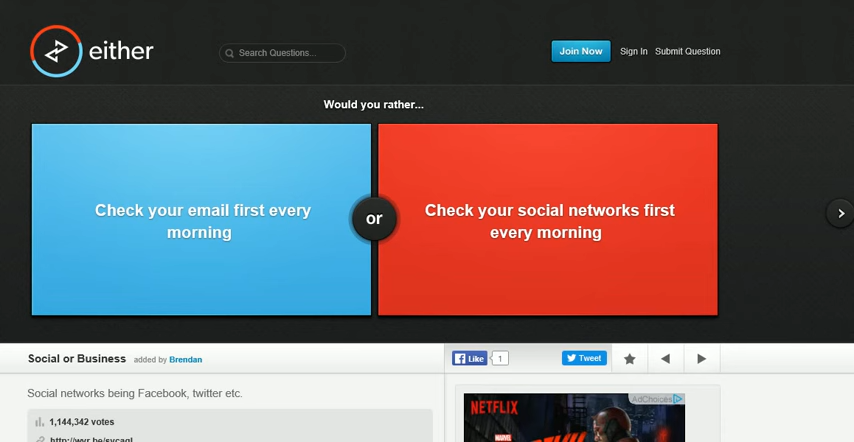 either
Search Questions...
Join Now
Sign In
Submit Question
Would you rather...
Check your email first every
morning
or
Check your social networks first
every morning
Social or Business added by Brendan
Like
1
Tweet
Social networks being Facebook, twitter etc.
1,144,342 votes
AdChoices
NETFLIX
MARVEL